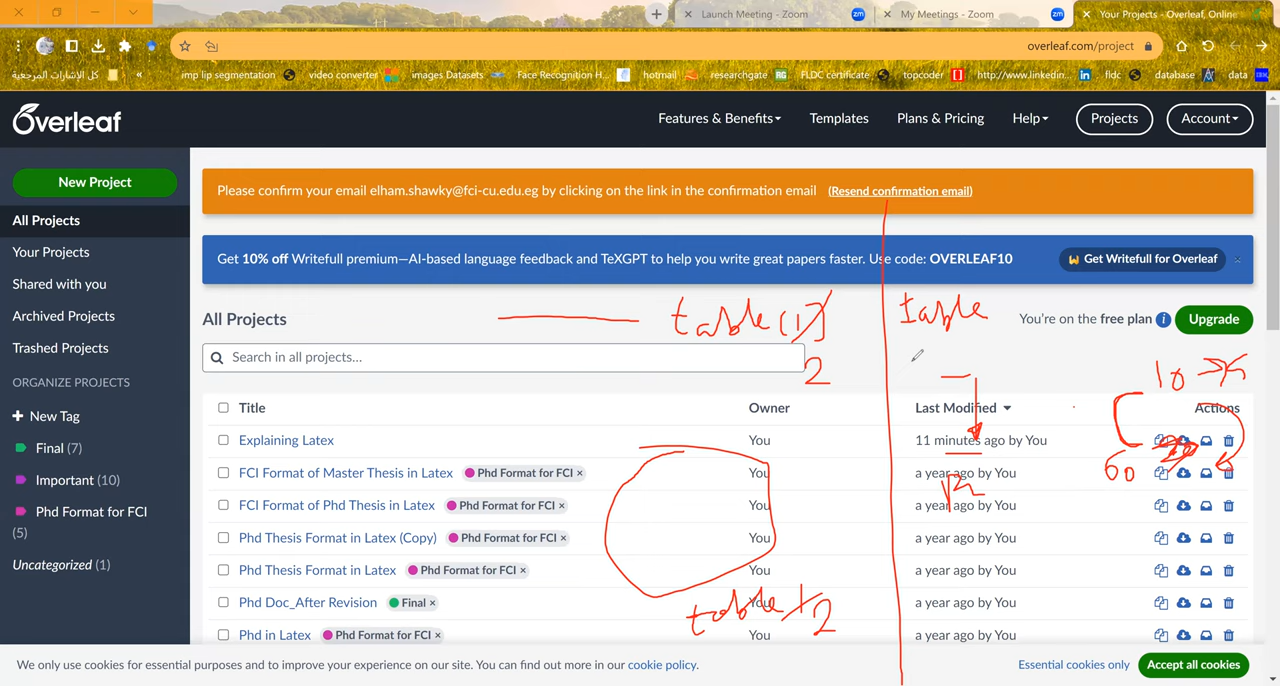 Launch Meeting - Zoom
zm
My Meetings - Zoom
zm
Your Projects - Overleaf, Online
overleaf.com/project
كل الإشارات المرجعية
«
imp lip segmentation
video converter
images Datasets
Face Recognition H...
hotmail
researchgate
RG
FLDC certificate
topcoder
http://www.linkedin...
in
fldc
database
data
Overleaf
Features & Benefits
Templates
Plans & Pricing
Help
Projects
Account
New Project
All Projects
Your Projects
Shared with you
Archived Projects
Trashed Projects
ORGANIZE PROJECTS
+ New Tag
Final (7)
Important (10)
Phd Format for FCI
(5)
Uncategorized (1)
Please confirm your email elham.shawky@fci-cu.edu.eg by clicking on the link in the confirmation email (Resend confirmation email)
Get 10% off Writefull premium—AI-based language feedback and TeXGPT to help you write great papers faster. Use code: OVERLEAF10
Get Writefull for Overleaf ×
All Projects
table (1)
2
table
You're on the free plan i
Upgrade
Search in all projects...
10
60
Title Owner Last Modified Actions
Explaining Latex You 11 minutes ago by You
FCI Format of Master Thesis in Latex Phd Format for FCI × You a year ago by You
FCI Format of Phd Thesis in Latex Phd Format for FCI × You a year ago by You
Phd Thesis Format in Latex (Copy) Phd Format for FCI × You a year ago by You
Phd Thesis Format in Latex Phd Format for FCI × You a year ago by You
Phd Doc_After Revision Final × You a year ago by You
table 1 2
Phd in Latex Phd Format for FCI × You a year ago by You
We only use cookies for essential purposes and to improve your experience on our site. You can find out more in our cookie policy.
Essential cookies only
Accept all cookies